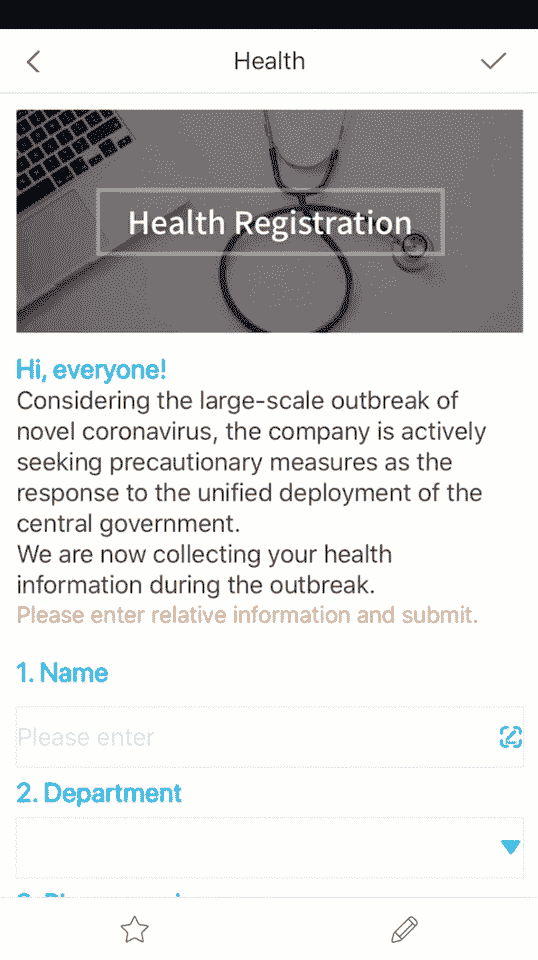 Health
Health Registration
Hi, everyone!
Considering the large-scale outbreak of
novel coronavirus, the company is actively
seeking precautionary measures as the
response to the unified deployment of the
central government.
We are now collecting your health
information during the outbreak.
Please enter relative information and submit.
1. Name
Please enter
2. Department